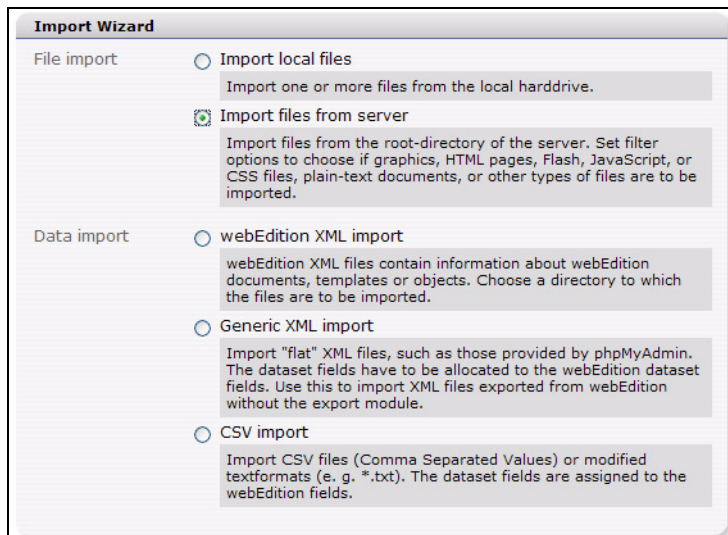 Import Wizard
File import
Import local files
Import one or more files from the local harddrive.
Import files from server
Import files from the root-directory of the server. Set filter
options to choose if graphics, HTML pages, Flash, JavaScript, or
CSS files, plain-text documents, or other types of files are to be
imported.
Data import
webEdition XML import
webEdition XML files contain information about webEdition
documents, templates or objects. Choose a directory to which
the files are to be imported.
Generic XML import
Import "flat" XML files, such as those provided by phpMyAdmin.
The dataset fields have to be allocated to the webEdition dataset
fields. Use this to import XML files exported from webEdition
without the export module.
CSV import
Import CSV files (Comma Separated Values) or modified
textformats (e. g. *.txt). The dataset fields are assigned to the
webEdition fields.